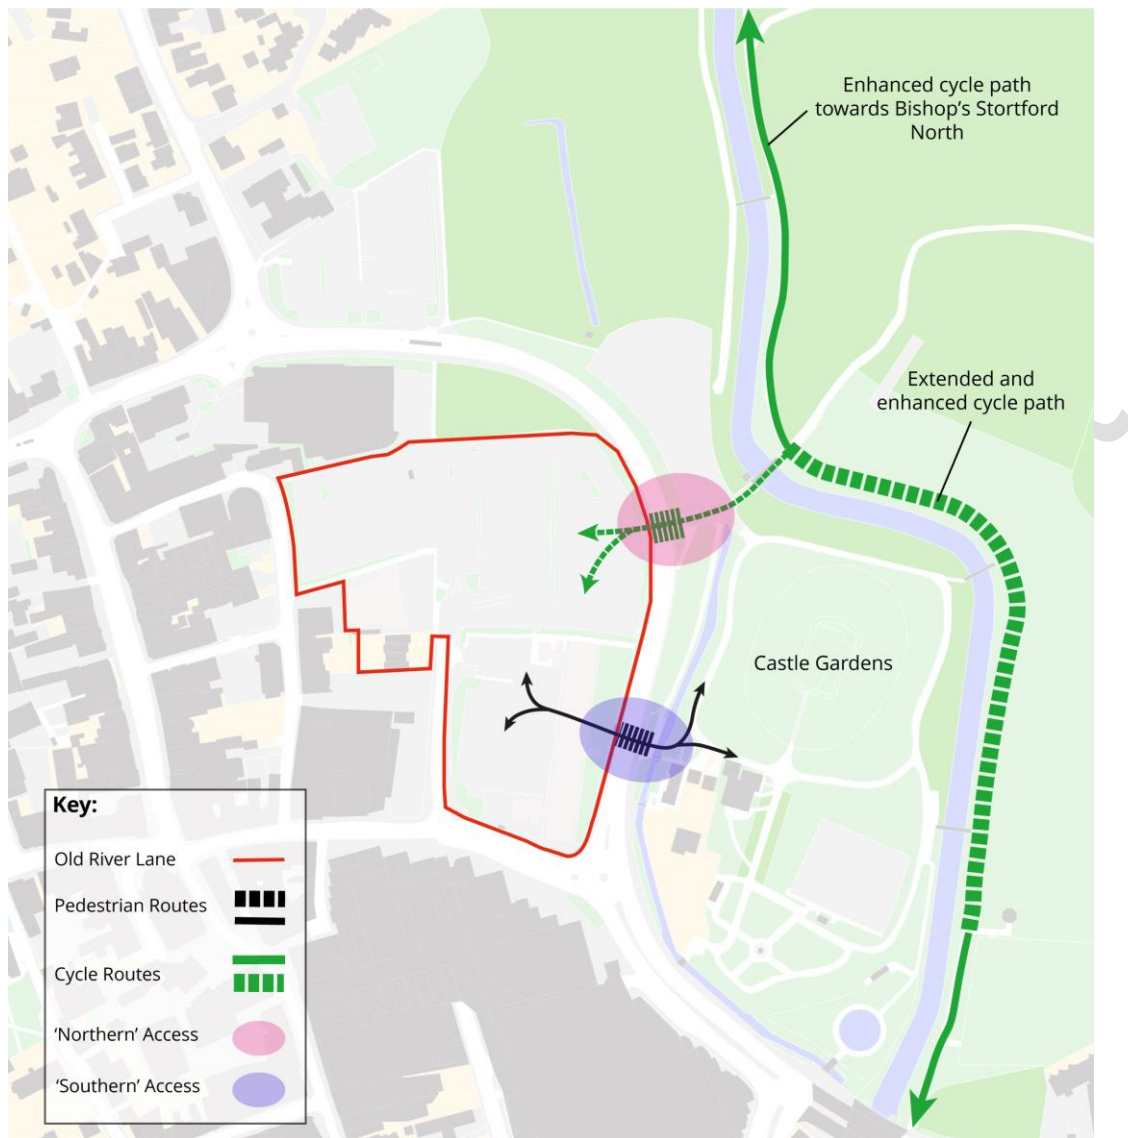 Enhanced cycle path
towards Bishop's Stortford
North
Extended and
enhanced cycle path
Castle Gardens
Key:
Old River Lane
Pedestrian Routes
Cycle Routes
‘Northern’ Access
‘Southern’ Access